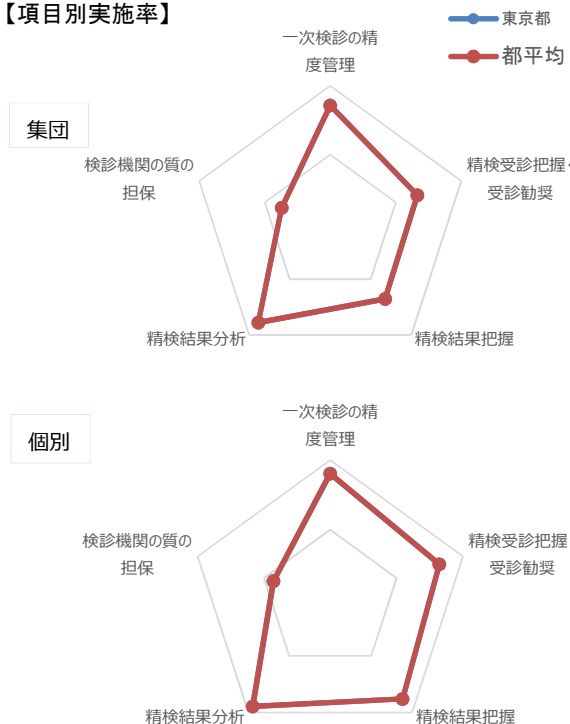 【項目別実施率】
東京都
都平均
集団
一次検診の精
度管理
精検受診把握・
受診勧奨
精検結果把握
精検結果分析
検診機関の質の
担保
個別
一次検診の精
度管理
精検受診把握
受診勧奨
精検結果把握
精検結果分析
検診機関の質の
担保